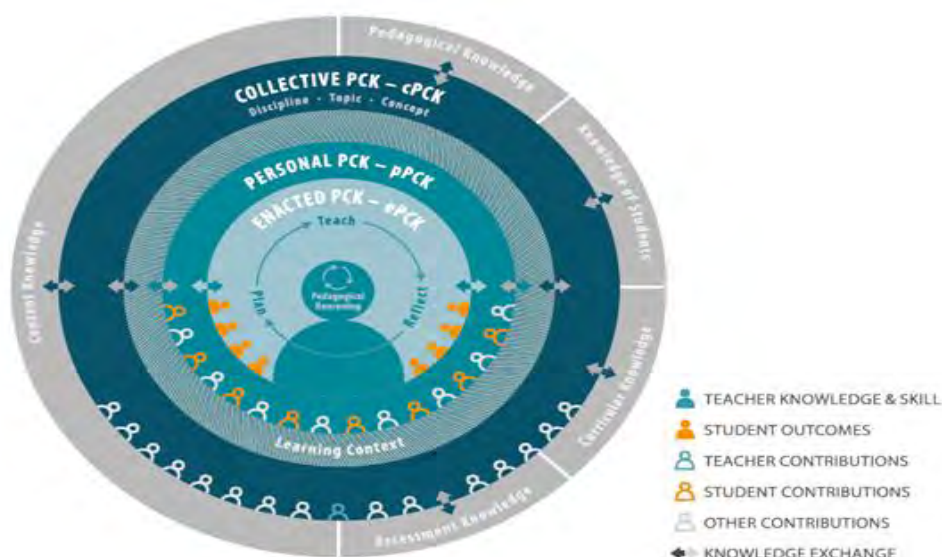 Pedagogical Knowledge
COLLECTIVE PCK – cPCK
Discipline - Topic - Concept
Knowledge of Students
PERSONAL PCK – pPCK
ENACTED PCK – ePCK
Teach
Content Knowledge
Pedagogical
Reasoning
Plan
Reflect
Curricular Knowledge
Learning Context
Assessment Knowledge
TEACHER KNOWLEDGE & SKILL
STUDENT OUTCOMES
TEACHER CONTRIBUTIONS
STUDENT CONTRIBUTIONS
OTHER CONTRIBUTIONS
KNOWLEDGE EXCHANGE